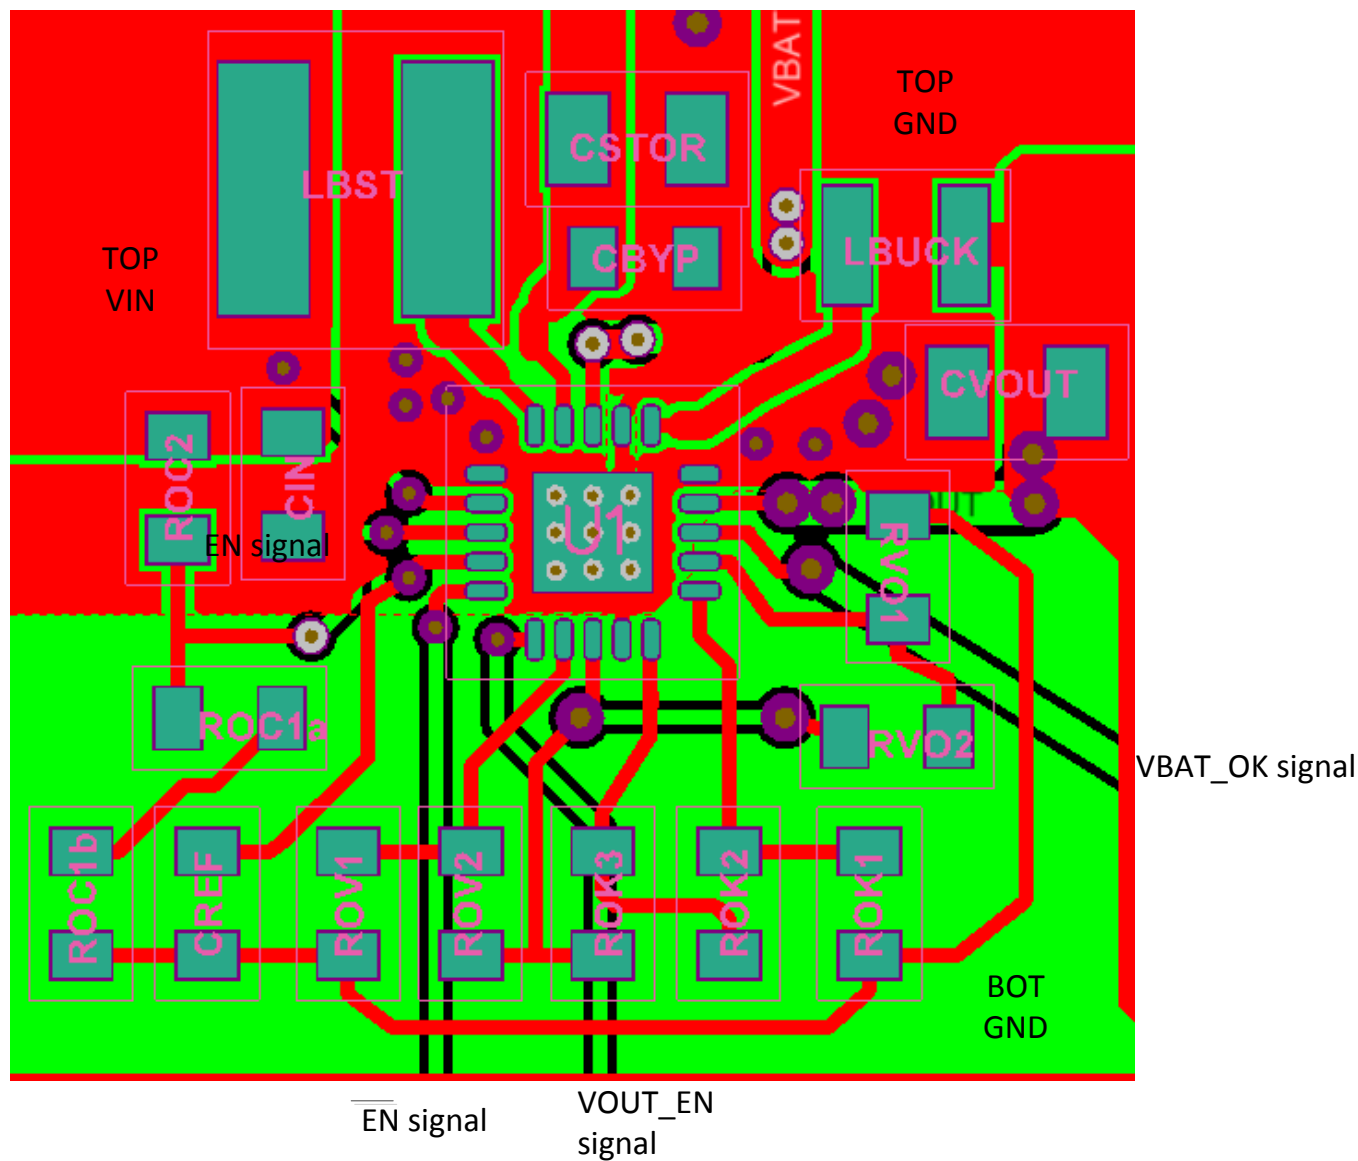 VBAT
TOP
GND
CSTOR
LBST
CBYP
LBUCK
TOP
VIN
CVOUT
ROC2
CIN
EN signal
U1
RVO1
ROC1a
RVO2
VBAT_OK signal
ROC1b
CREF
ROV1
ROV2
ROK3
ROK2
ROK1
BOT
GND
EN signal
VOUT_EN
signal